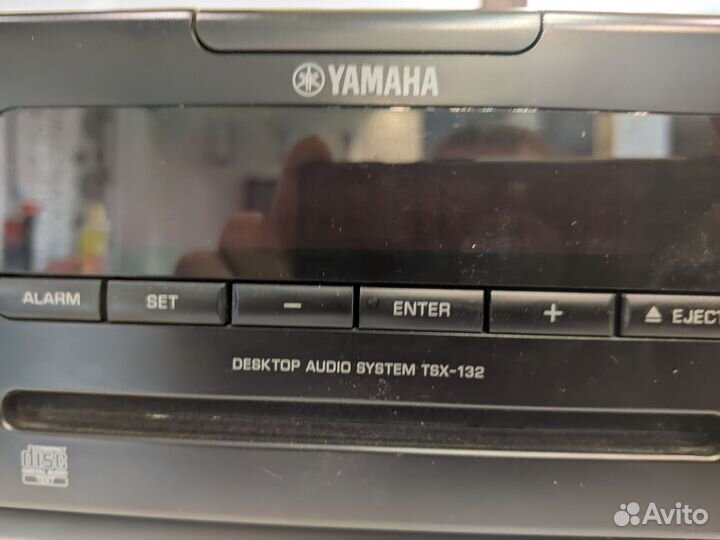 YAMAHA
ALARM SET − ENTER + ⏏ EJECT
DESKTOP AUDIO SYSTEM TSX-132
COMPACT
disc
DIGITAL AUDIO
TEXT
Avito